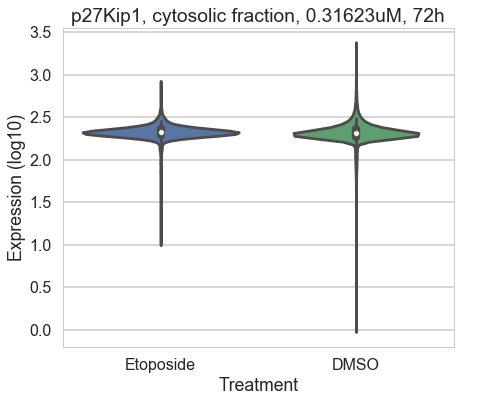 p27Kip1, cytosolic fraction, 0.31623uM, 72h
3.5
3.0
2.5
2.0
1.5
1.0
0.5
0.0
Expression (log10)
Etoposide DMSO
Treatment